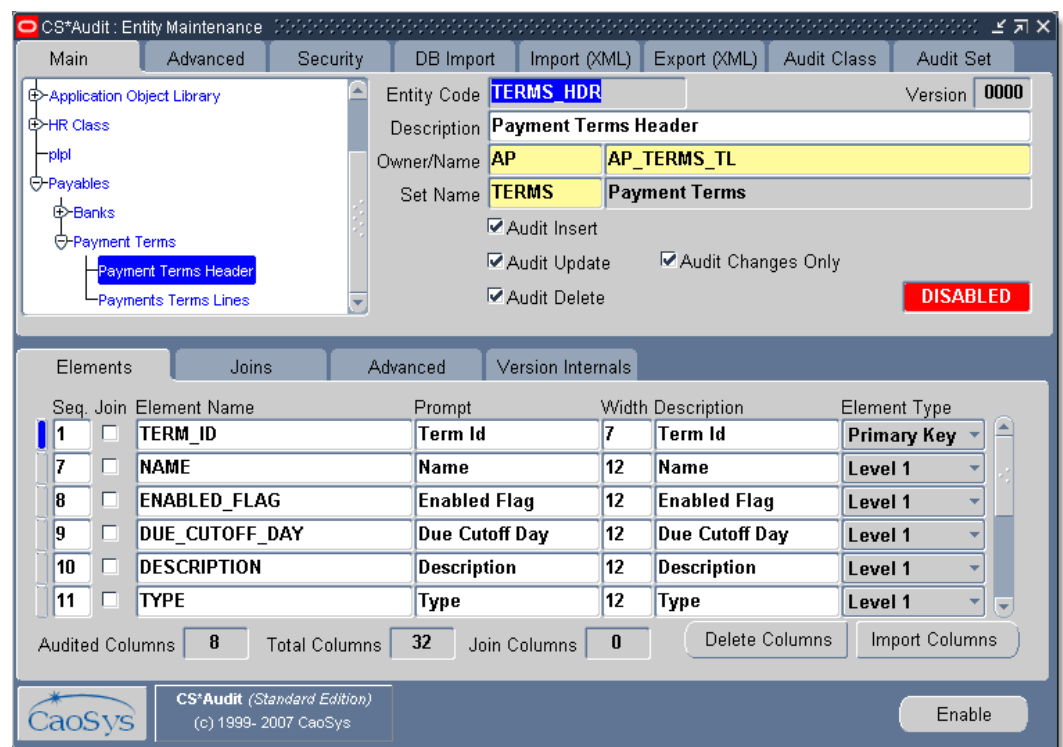 CS*Audit : Entity Maintenance
Main Advanced Security DB Import Import (XML) Export (XML) Audit Class Audit Set
Application Object Library
HR Class
plpl
Payables
Banks
Payment Terms
Payment Terms Header
Payments Terms Lines
Entity Code TERMS_HDR Version 0000
Description Payment Terms Header
Owner/Name AP AP_TERMS_TL
Set Name TERMS Payment Terms
Audit Insert
Audit Update Audit Changes Only
Audit Delete DISABLED
Elements Joins Advanced Version Internals
Seq. Join Element Name Prompt Width Description Element Type
1 TERM_ID Term Id 7 Term Id Primary Key
7 NAME Name 12 Name Level 1
8 ENABLED_FLAG Enabled Flag 12 Enabled Flag Level 1
9 DUE_CUTOFF_DAY Due Cutoff Day 12 Due Cutoff Day Level 1
10 DESCRIPTION Description 12 Description Level 1
11 TYPE Type 12 Type Level 1
Audited Columns 8 Total Columns 32 Join Columns 0 Delete Columns Import Columns
CaoSys
CS*Audit (Standard Edition)
(c) 1999- 2007 CaoSys
Enable